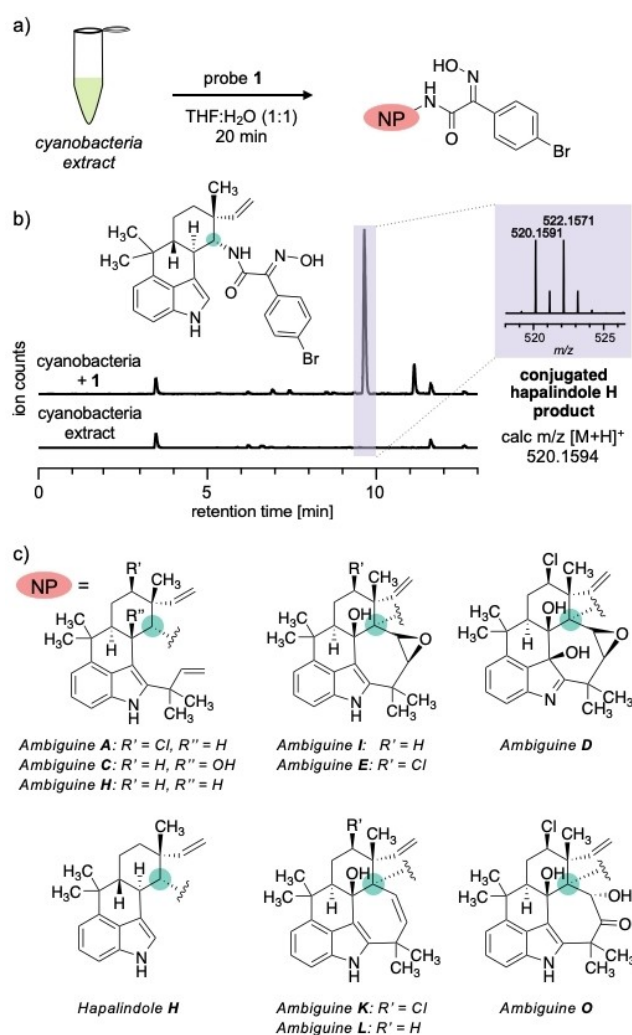 a)
cyanobacteria
extract
probe 1
THF:H₂O (1:1)
20 min
NP
H
N
O
HO
N
Br
b)
ion counts
CH₃
H₃C
H₃C
H
H
NH
O
N
OH
Br
N
H
cyanobacteria
+ 1
cyanobacteria
extract
0
5
10
retention time [min]
522.1571
520.1591
520
525
m/z
conjugated
hapalindole H
product
calc m/z [M+H]⁺
520.1594
c)
NP =
R'
CH₃
R''
H₃C
H₃C
H
N
H
H₃C
CH₃
Ambiguine A: R' = Cl, R'' = H
Ambiguine C: R' = H, R'' = OH
Ambiguine H: R' = H, R'' = H
R'
CH₃
OH
H₃C
H₃C
H
O
N
H
CH₃
CH₃
Ambiguine I: R' = H
Ambiguine E: R' = Cl
Cl
CH₃
OH
H₃C
H₃C
H
O
OH
N
CH₃
CH₃
Ambiguine D
CH₃
H
H₃C
H₃C
H
N
H
Hapalindole H
R'
CH₃
OH
H₃C
H₃C
H
N
H
CH₃
CH₃
Ambiguine K: R' = Cl
Ambiguine L: R' = H
Cl
CH₃
OH
OH
H₃C
H₃C
H
O
N
H
CH₃
CH₃
Ambiguine O